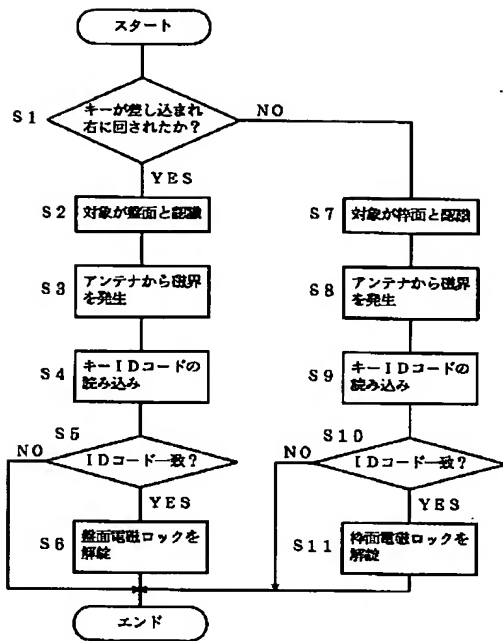 スタート
S1
キーが差し込まれ
右に回されたか？
NO
YES
S2
対象が盤面と認識
S3
アンテナから磁界
を発生
S4
キーIDコードの
読み込み
S5
NO
IDコード一致？
YES
S6
盤面電磁ロックを
解錠
S7
対象が枠面と認識
S8
アンテナから磁界
を発生
S9
キーIDコードの
読み込み
S10
NO
IDコード一致？
YES
S11
枠面電磁ロックを
解錠
エンド